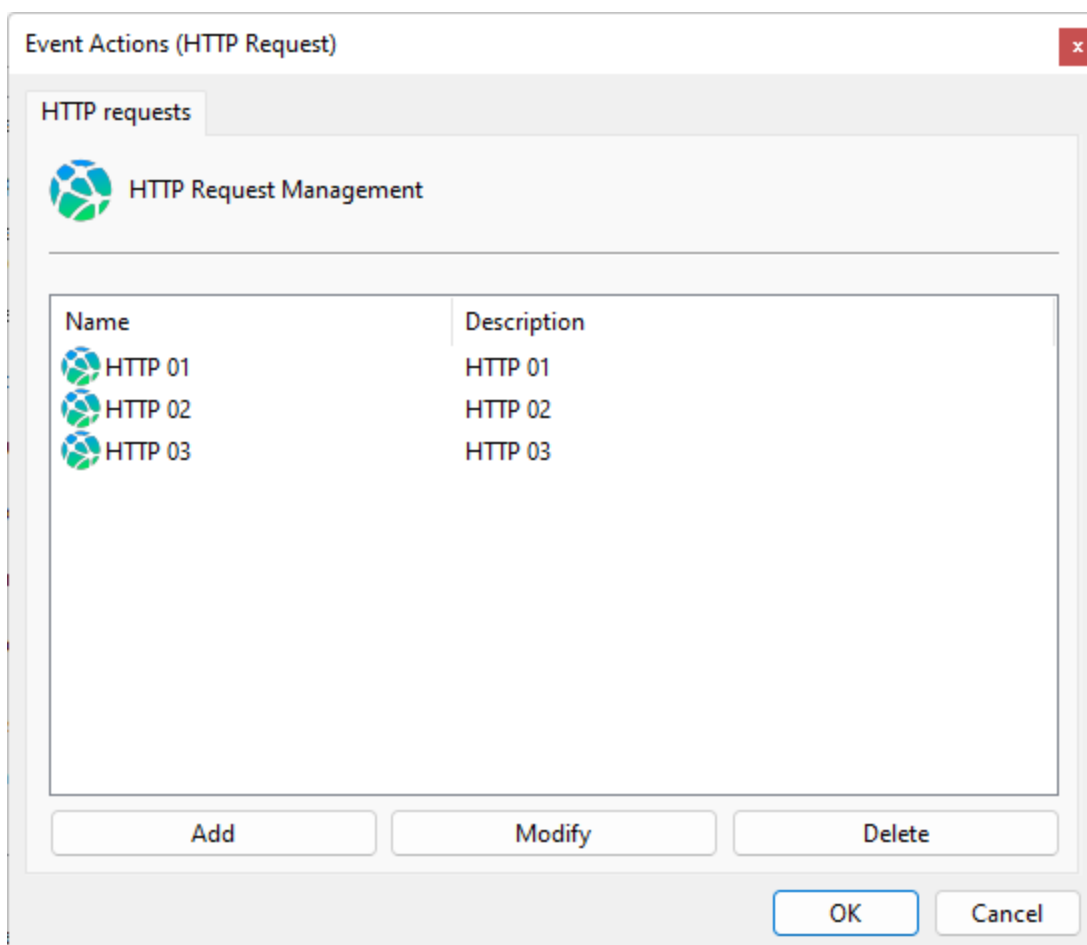 Event Actions (HTTP Request)
x
HTTP requests
HTTP Request Management
Name Description
HTTP 01 HTTP 01
HTTP 02 HTTP 02
HTTP 03 HTTP 03
Add Modify Delete
OK Cancel